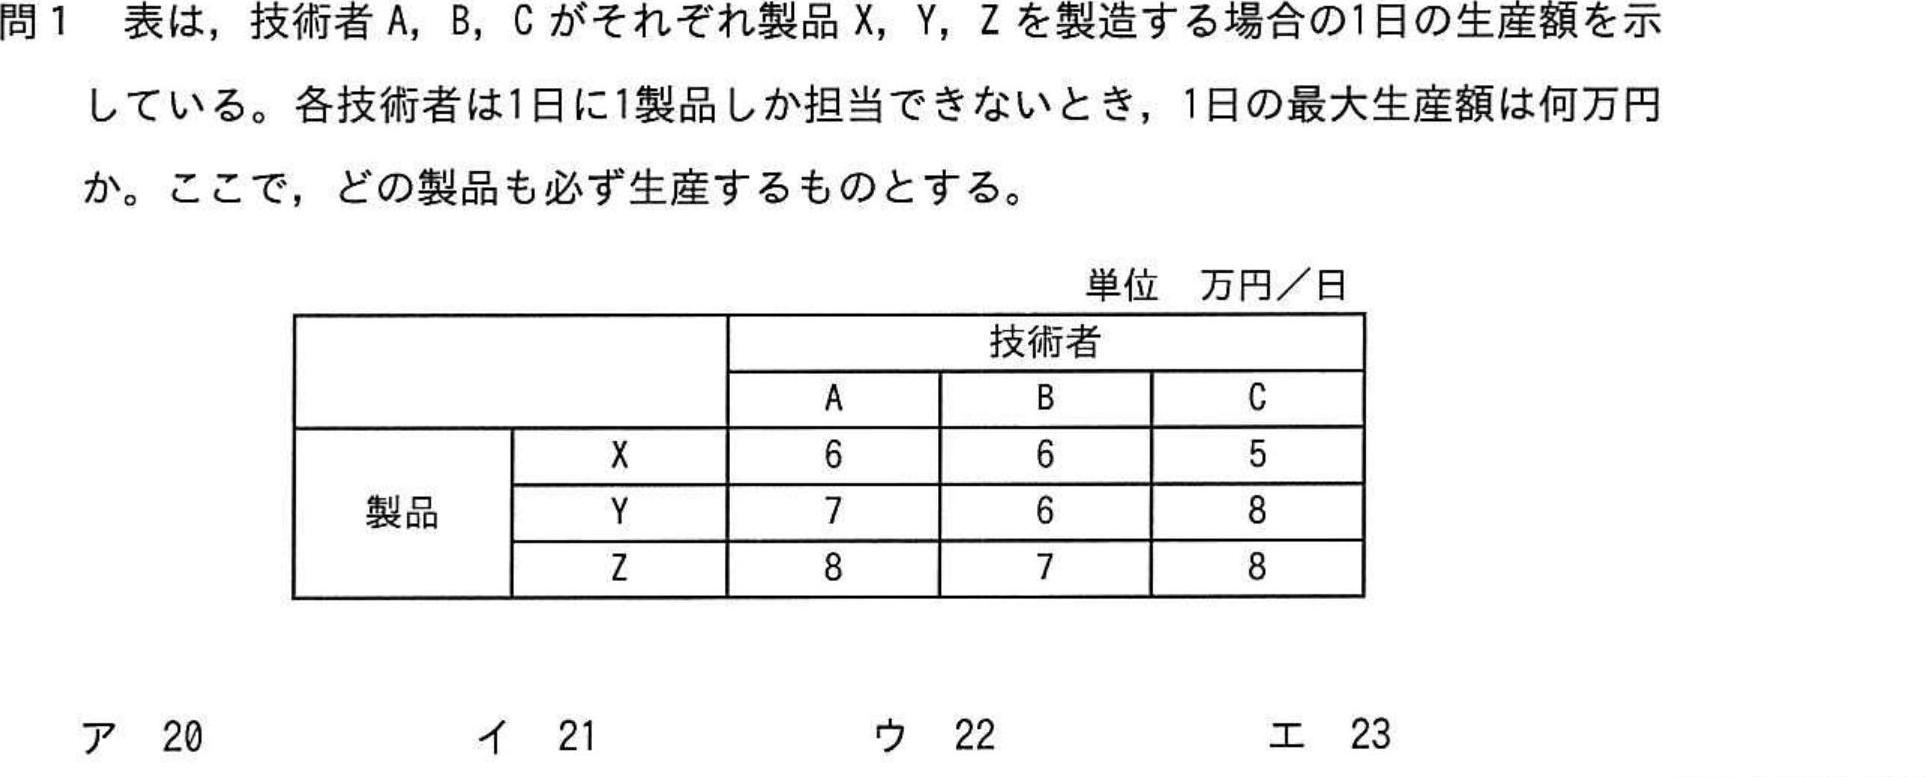 問1 表は，技術者 A，B，C がそれぞれ製品 X，Y，Z を製造する場合の1日の生産額を示
している。各技術者は1日に1製品しか担当できないとき，1日の最大生産額は何万円
か。ここで，どの製品も必ず生産するものとする。
単位 万円／日
技術者
A B C
X 6 6 5
製品 Y 7 6 8
Z 8 7 8
ア 20 イ 21 ウ 22 エ 23